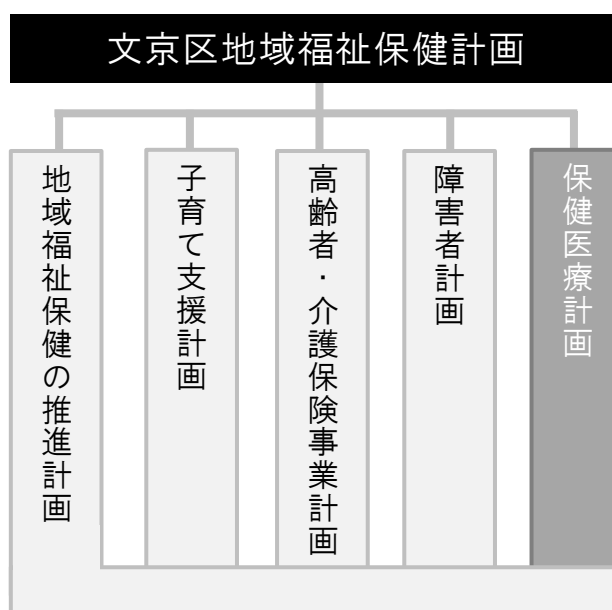 文京区地域福祉保健計画
地域福祉保健の推進計画
子育て支援計画
高齢者・介護保険事業計画
障害者計画
保健医療計画